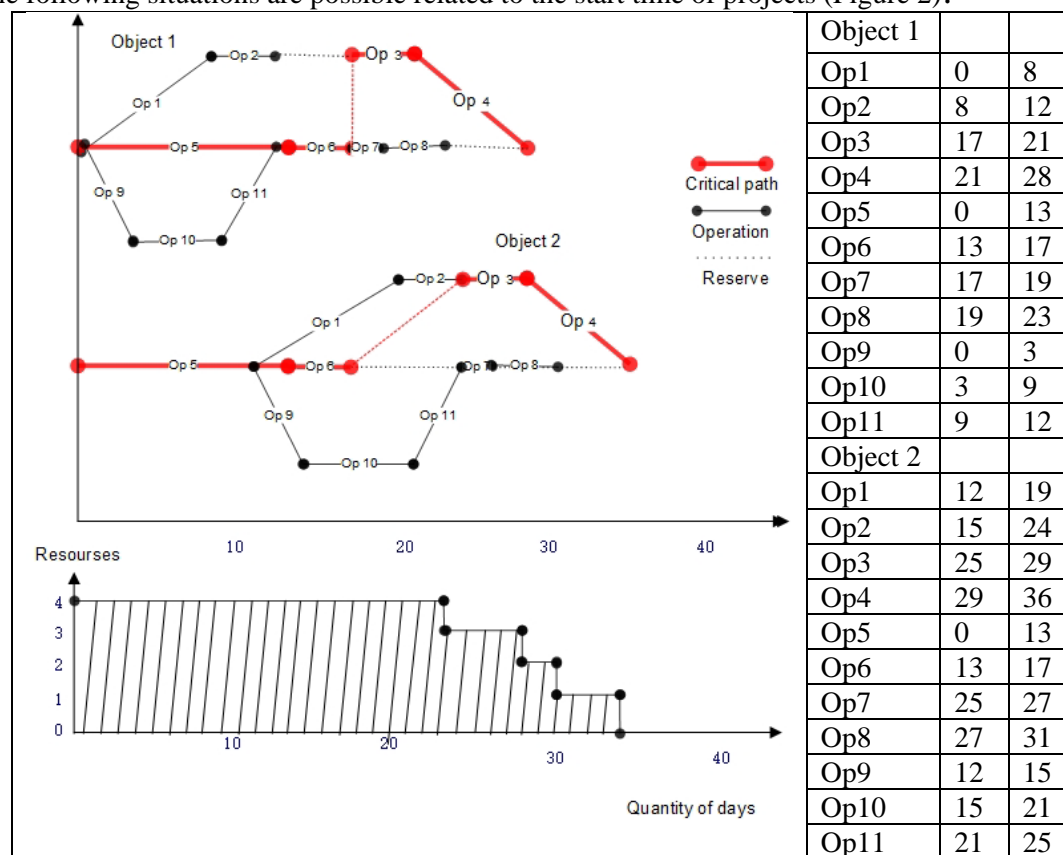 ne following situations are possible related to the start time of projects (Figure 2):
Object 1
Op 2
Op 3
Op 1
Op 4
Op 5
Op 6
Op 7
Op 8
Op 9
Op 11
Op 10
Critical path
Operation
Reserve
Object 2
Op 2
Op 3
Op 1
Op 4
Op 5
Op 6
Op 7
Op 8
Op 9
Op 11
Op 10
10 20 30 40
Resourses
4
3
2
1
0
10 20 30 40
Quantity of days
Object 1
Op1 0 8
Op2 8 12
Op3 17 21
Op4 21 28
Op5 0 13
Op6 13 17
Op7 17 19
Op8 19 23
Op9 0 3
Op10 3 9
Op11 9 12
Object 2
Op1 12 19
Op2 15 24
Op3 25 29
Op4 29 36
Op5 0 13
Op6 13 17
Op7 25 27
Op8 27 31
Op9 12 15
Op10 15 21
Op11 21 25